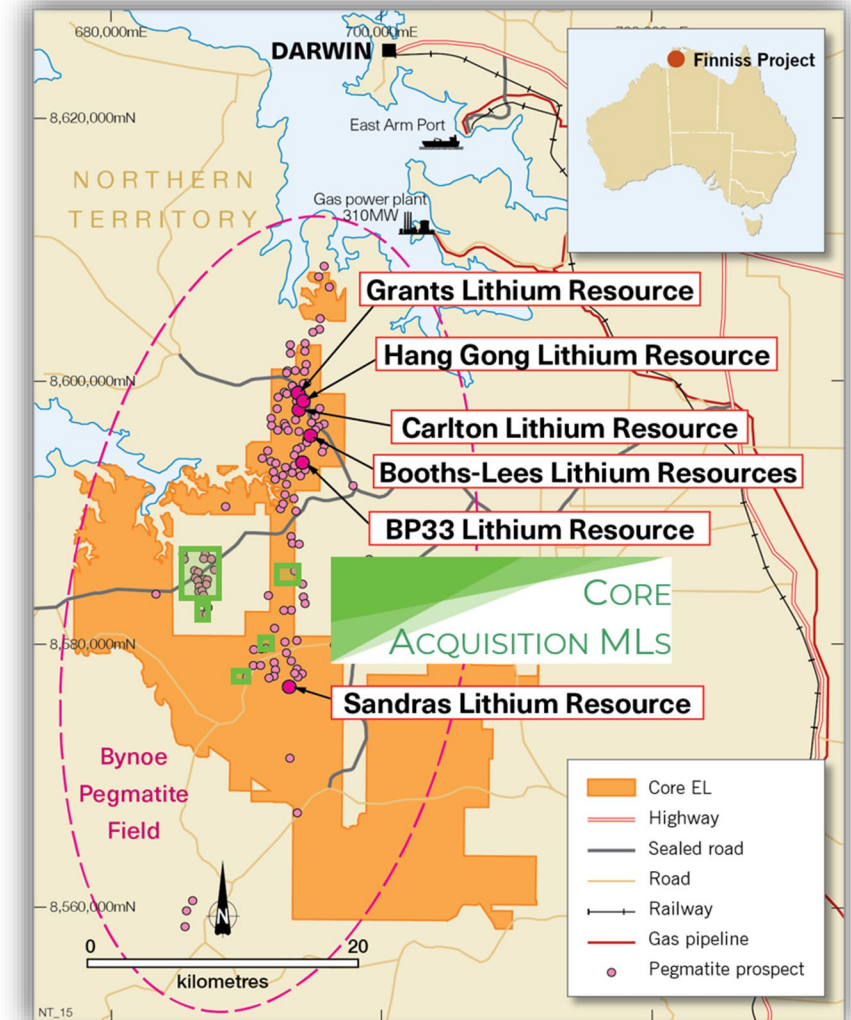 680,000mE
700,000mE
DARWIN
Finniss Project
8,620,000mN
East Arm Port
NORTHERN
TERRITORY
Gas power plant
310MW
Grants Lithium Resource
Hang Gong Lithium Resource
8,600,000mN
Carlton Lithium Resource
Booths-Lees Lithium Resources
BP33 Lithium Resource
CORE
ACQUISITION MLS
8,580,000mN
Sandras Lithium Resource
Bynoe
Pegmatite
Field
Core EL
Highway
Sealed road
Road
Railway
Gas pipeline
Pegmatite prospect
8,560,000mN
N
0 20
kilometres
NT_15